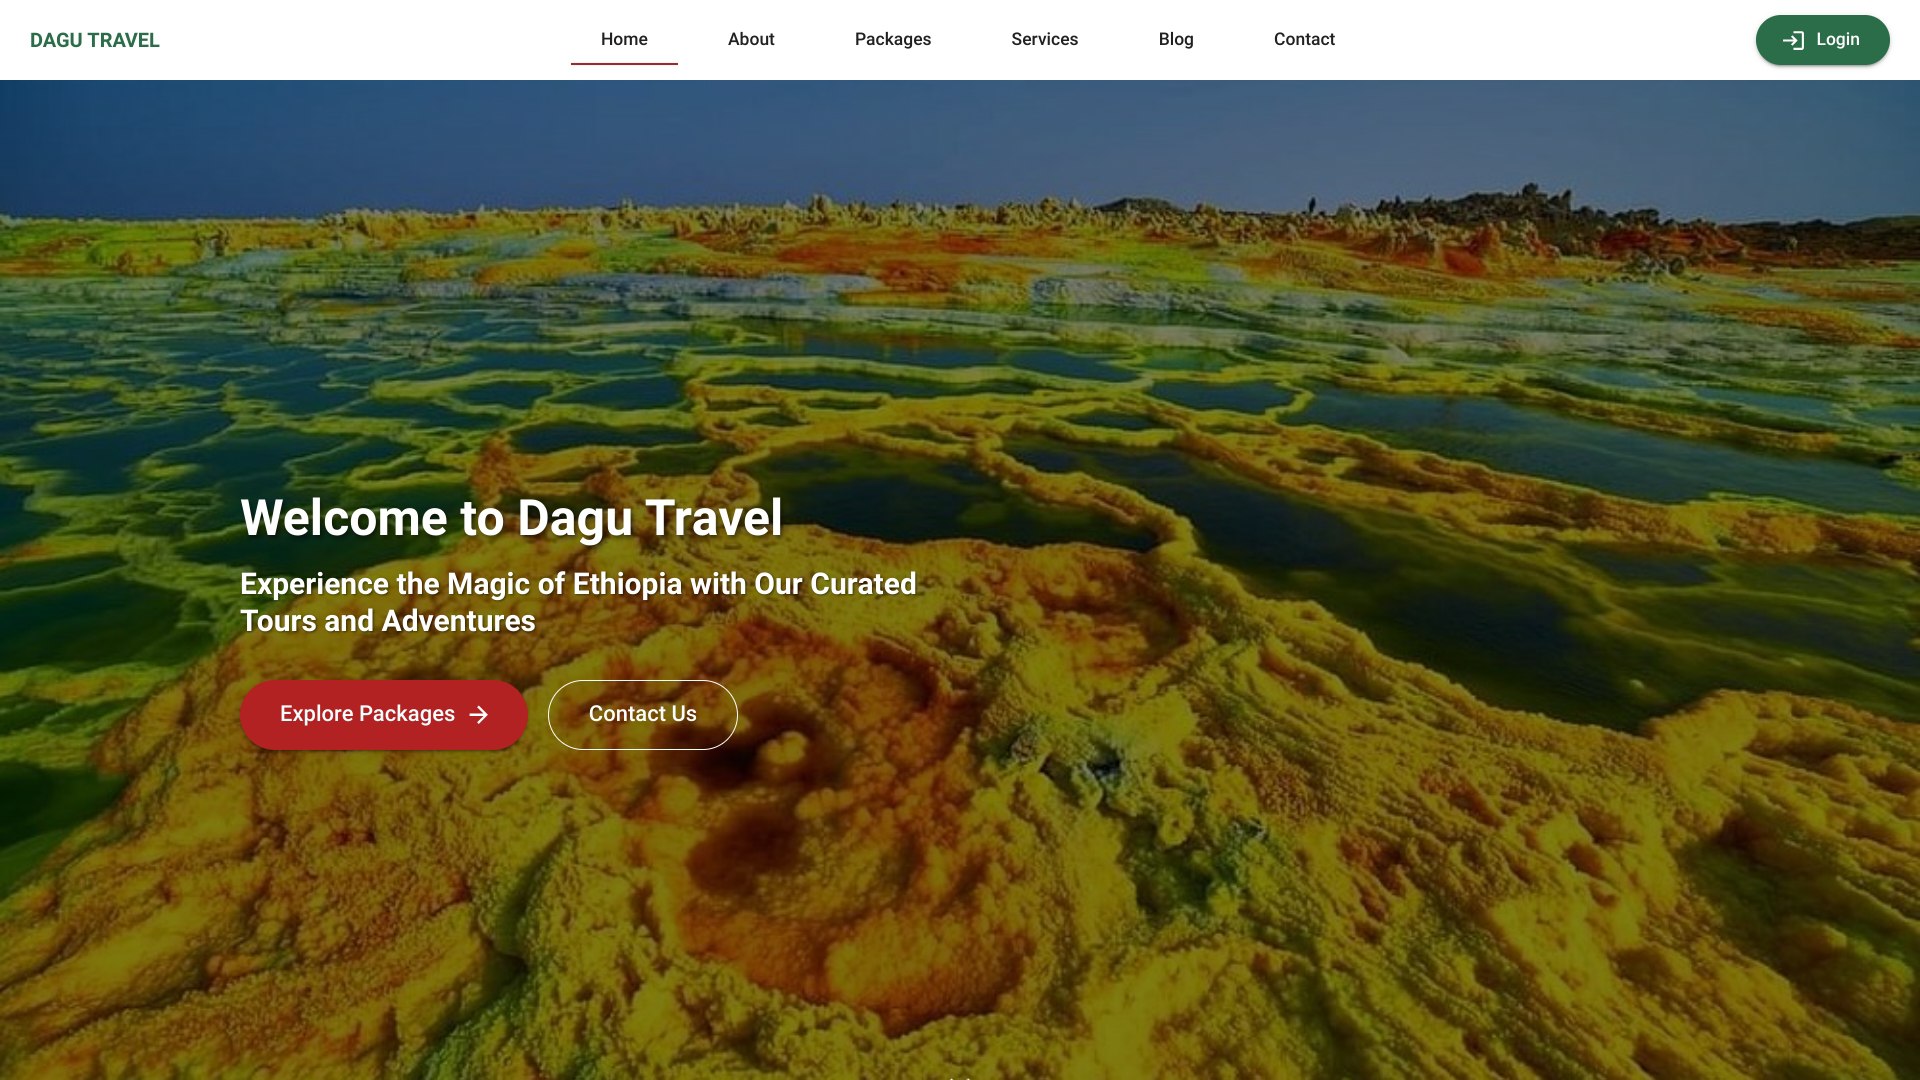 DAGU TRAVEL
Home
About
Packages
Services
Blog
Contact
Login
Welcome to Dagu Travel
Experience the Magic of Ethiopia with Our Curated
Tours and Adventures
Explore Packages
Contact Us